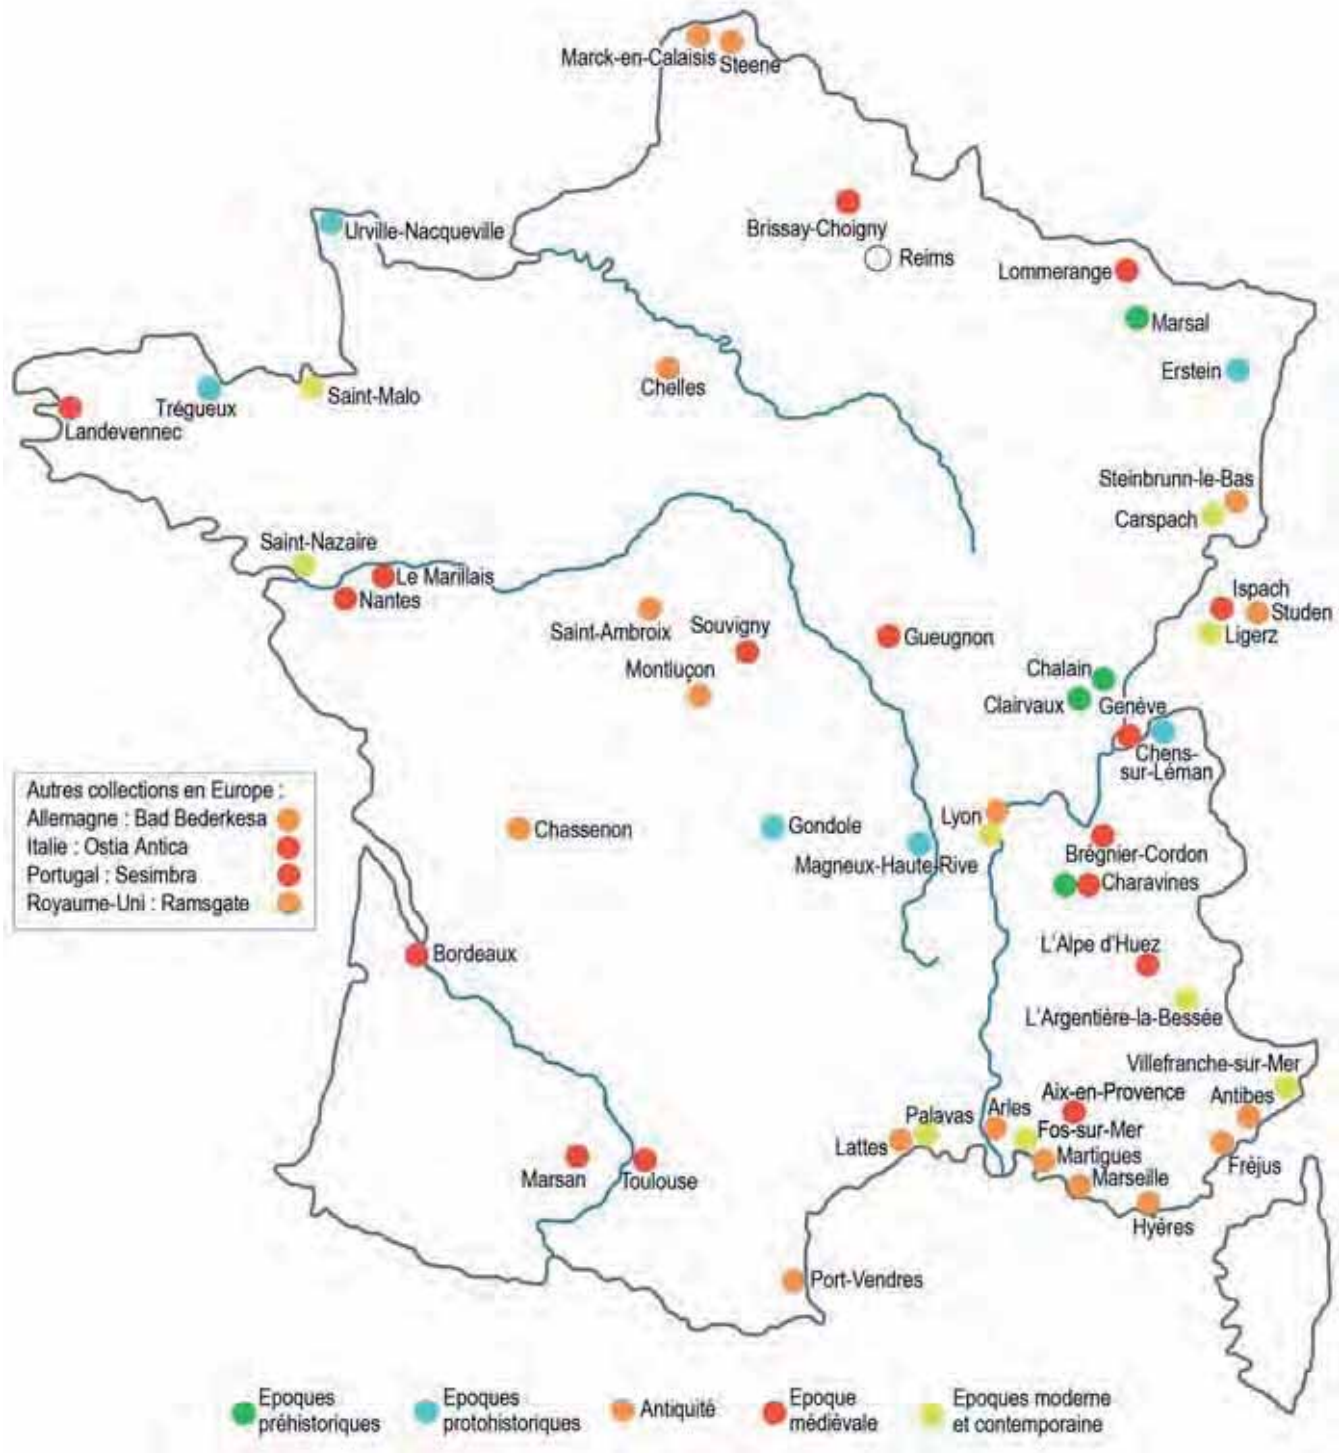 Marck-en-Calaisis
Steene
Brissay-Choigny
Reims
Urville-Nacqueville
Lommerange
Marsal
Erstein
Chelles
Trégueux
Saint-Malo
Landevennec
Steinbrunn-le-Bas
Carspach
Saint-Nazaire
Le Marillais
Nantes
Saint-Ambroix
Souvigny
Gueugnon
Montluçon
Ispach
Studen
Ligerz
Chalain
Clairvaux
Genève
Chens-
sur-Léman
Autres collections en Europe :
Allemagne : Bad Bederkesa
Italie : Ostia Antica
Portugal : Sesimbra
Royaume-Uni : Ramsgate
Chassenon
Gondole
Lyon
Magneux-Haute-Rive
Brégnier-Cordon
Charavines
Bordeaux
L'Alpe d'Huez
L'Argentière-la-Bessée
Villefranche-sur-Mer
Aix-en-Provence
Antibes
Palavas
Arles
Lattes
Fos-sur-Mer
Martigues
Fréjus
Marseille
Hyères
Marsan
Toulouse
Port-Vendres
Epoques
préhistoriques
Epoques
protohistoriques
Antiquité
Epoque
médiévale
Epoques moderne
et contemporaine